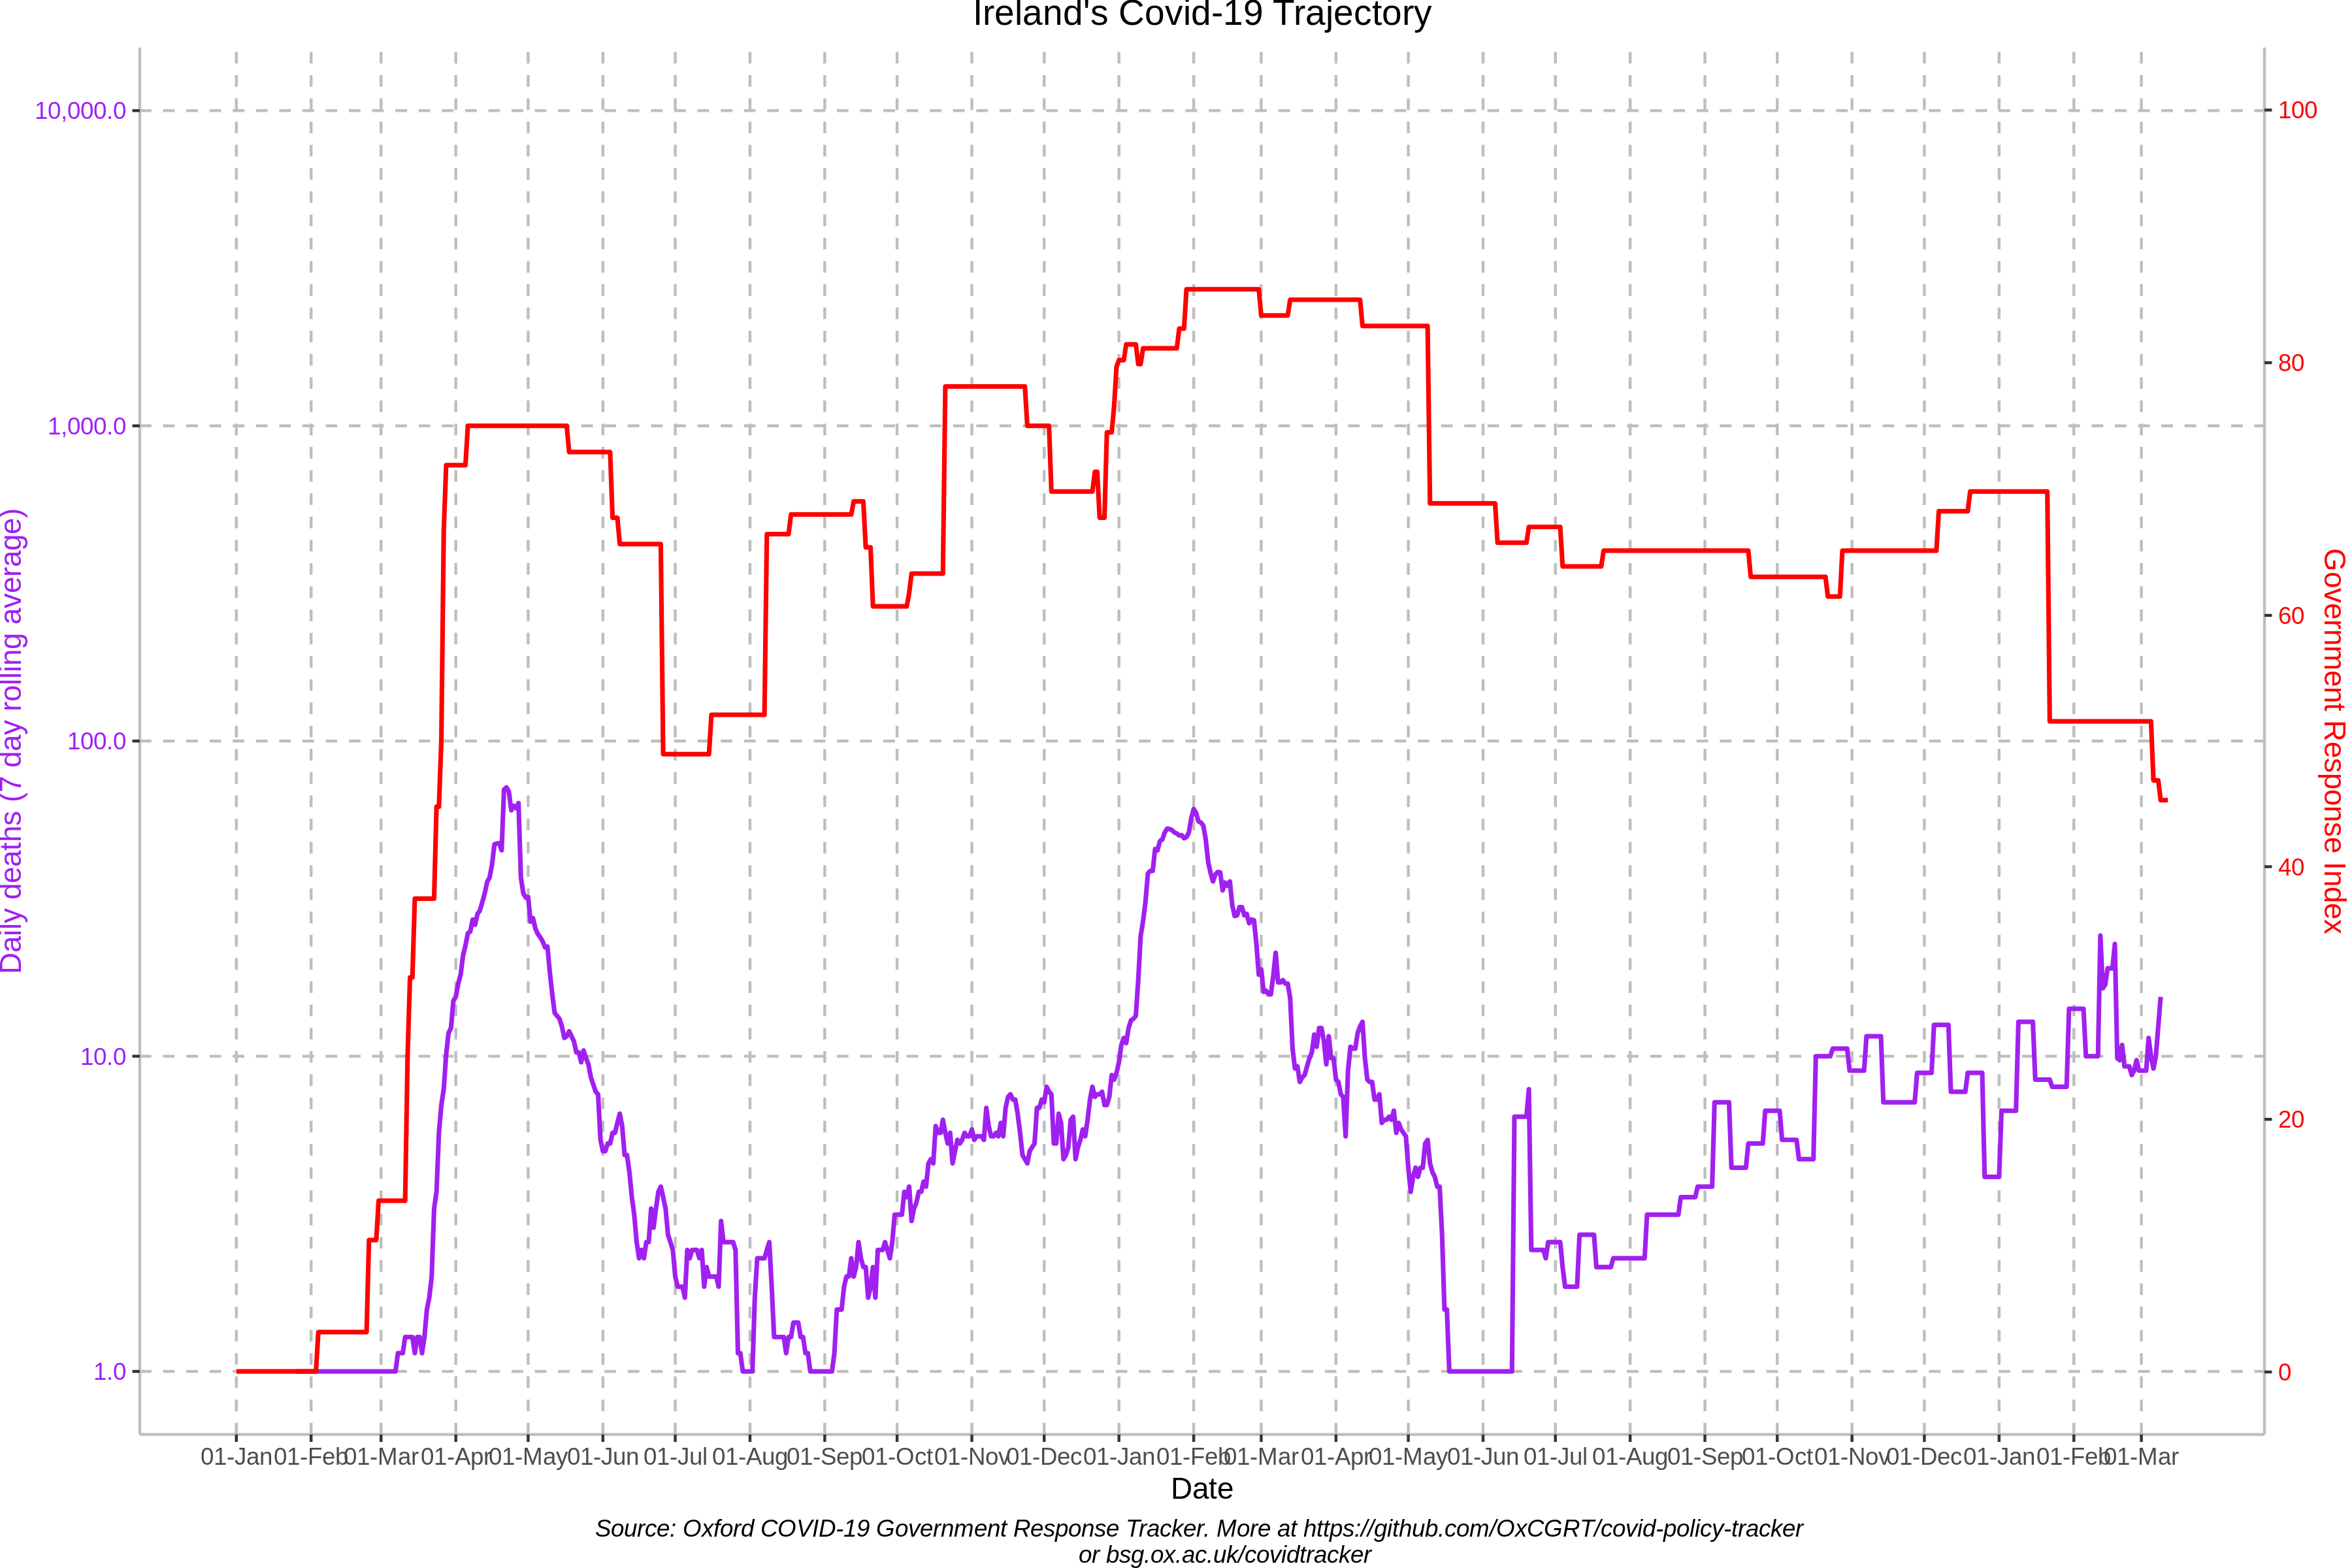 Ireland's Covid-19 Trajectory
10,000.0
1,000.0
100.0
10.0
1.0
Daily deaths (7 day rolling average)
100
80
60
40
20
0
Government Response Index
01-Jan 01-Feb 01-Mar 01-Apr 01-May 01-Jun 01-Jul 01-Aug 01-Sep 01-Oct 01-Nov 01-Dec 01-Jan 01-Feb 01-Mar 01-Apr 01-May 01-Jun 01-Jul 01-Aug 01-Sep 01-Oct 01-Nov 01-Dec 01-Jan 01-Feb 01-Mar
Date
Source: Oxford COVID-19 Government Response Tracker. More at https://github.com/OxCGRT/covid-policy-tracker
or bsg.ox.ac.uk/covidtracker